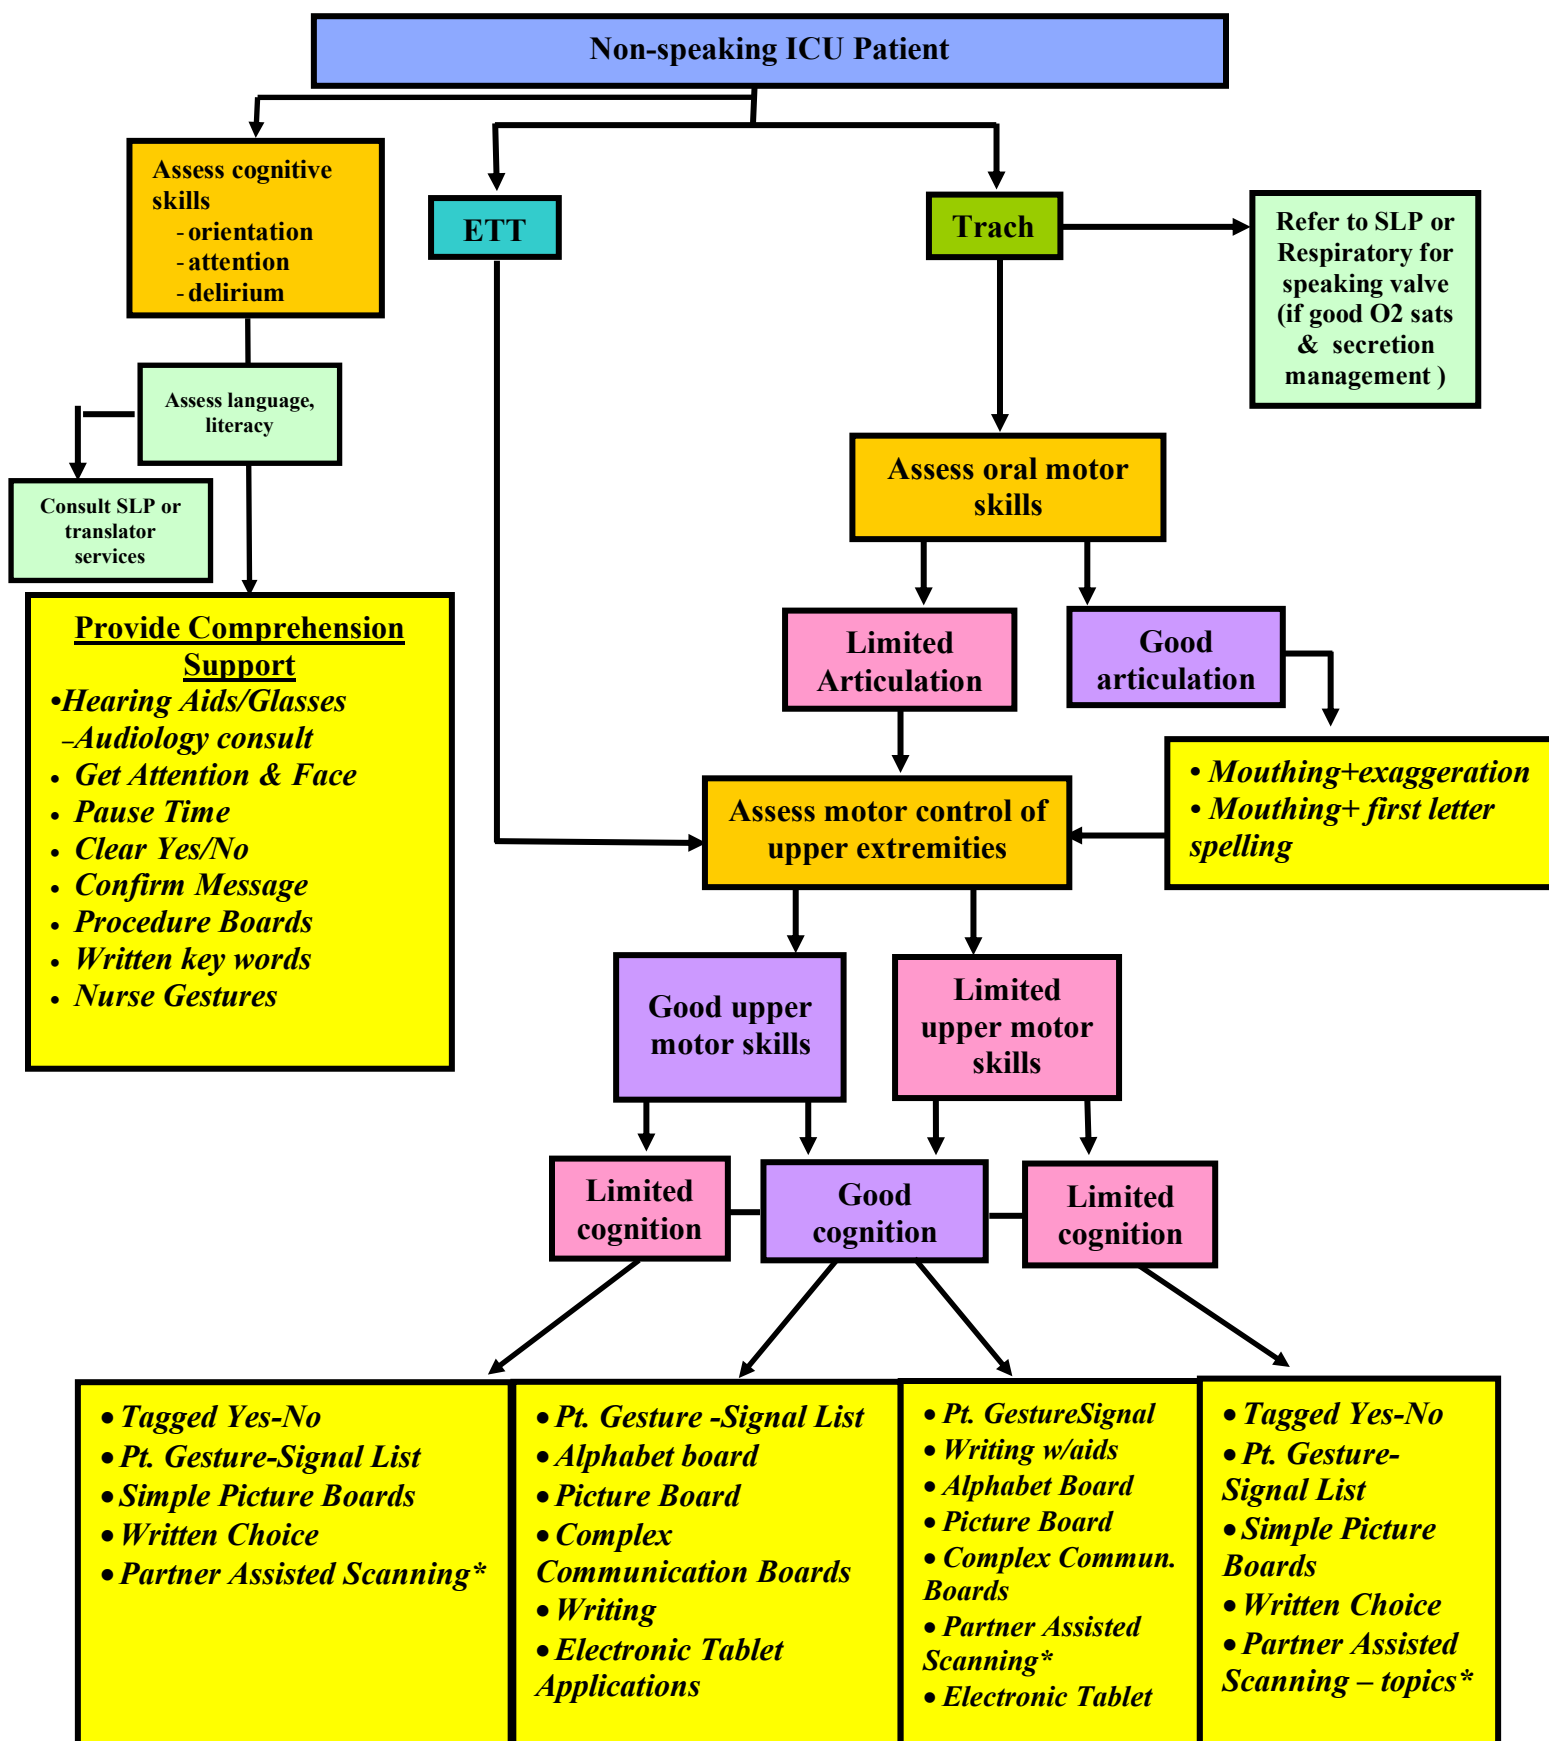 Non-speaking ICU Patient
Assess cognitive
skills
- orientation
- attention
- delirium
ETT
Trach
Refer to SLP or
Respiratory for
speaking valve
(if good O2 sats
& secretion
management )
Assess language,
literacy
Consult SLP or
translator
services
Assess oral motor
skills
Provide Comprehension
Support
•Hearing Aids/Glasses
–Audiology consult
• Get Attention & Face
• Pause Time
• Clear Yes/No
• Confirm Message
• Procedure Boards
• Written key words
• Nurse Gestures
Limited
Articulation
Good
articulation
• Mouthing+exaggeration
• Mouthing+ first letter
spelling
Assess motor control of
upper extremities
Good upper
motor skills
Limited
upper motor
skills
Limited
cognition
Good
cognition
Limited
cognition
• Tagged Yes-No
• Pt. Gesture-Signal List
• Simple Picture Boards
• Written Choice
• Partner Assisted Scanning*
• Pt. Gesture -Signal List
• Alphabet board
• Picture Board
• Complex
Communication Boards
• Writing
• Electronic Tablet
Applications
• Pt. GestureSignal
• Writing w/aids
• Alphabet Board
• Picture Board
• Complex Commun.
Boards
• Partner Assisted
Scanning*
• Electronic Tablet
• Tagged Yes-No
• Pt. Gesture-
Signal List
• Simple Picture
Boards
• Written Choice
• Partner Assisted
Scanning – topics*